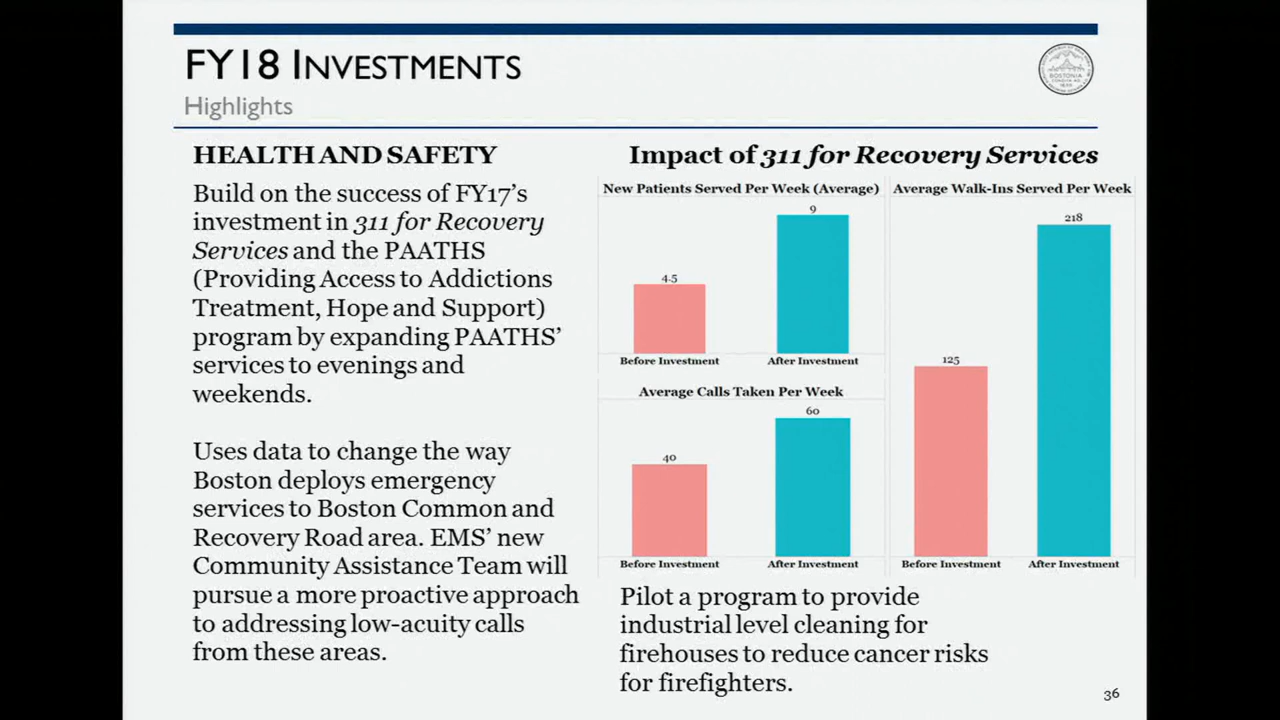 FY18 INVESTMENTS
Highlights
HEALTH AND SAFETY
Build on the success of FY17's
investment in 311 for Recovery
Services and the PAATHS
(Providing Access to Addictions
Treatment, Hope and Support)
program by expanding PAATHS'
services to evenings and
weekends.
Uses data to change the way
Boston deploys emergency
services to Boston Common and
Recovery Road area. EMS' new
Community Assistance Team will
pursue a more proactive approach
to addressing low-acuity calls
from these areas.
Impact of 311 for Recovery Services
New Patients Served Per Week (Average)
4.5
9
Before Investment
After Investment
Average Calls Taken Per Week
40
60
Before Investment
After Investment
Average Walk-Ins Served Per Week
125
218
Before Investment
After Investment
Pilot a program to provide
industrial level cleaning for
firehouses to reduce cancer risks
for firefighters.
BOSTONIA
36